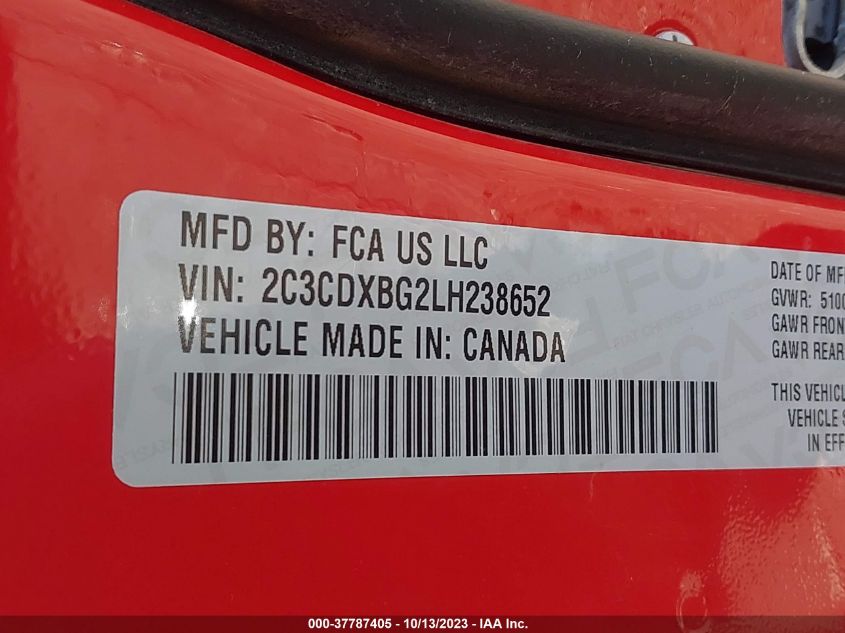 MFD BY: FCA US LLC
VIN: 2C3CDXBG2LH238652
VEHICLE MADE IN: CANADA
DATE OF MF
GVWR: 510
GAWR FRON
GAWR REAR
THIS VEHICL
VEHICLE S
IN EFF
000-37787405 - 10/13/2023 - IAA Inc.